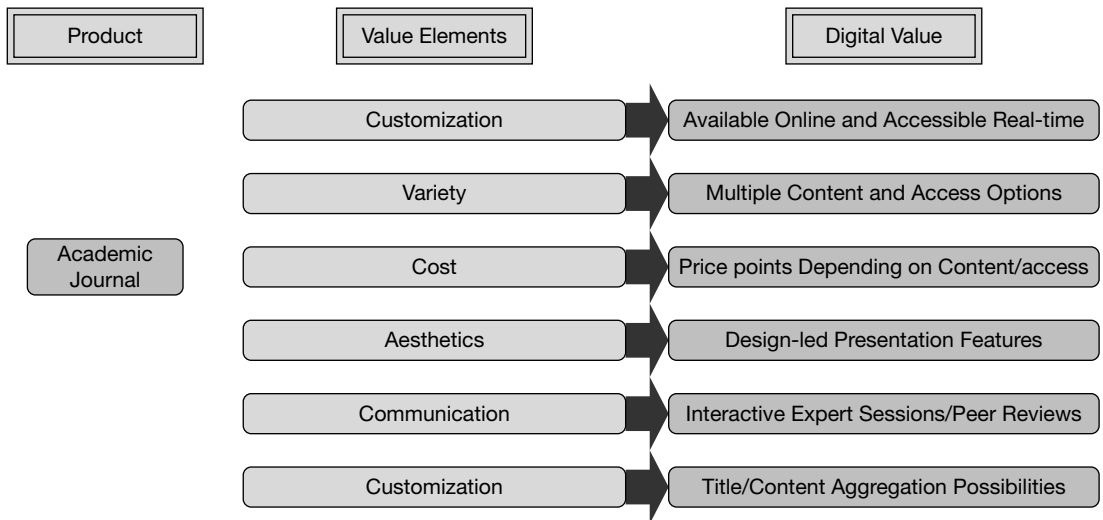 Product
Value Elements
Digital Value
Customization
Available Online and Accessible Real-time
Variety
Multiple Content and Access Options
Academic
Journal
Cost
Price points Depending on Content/access
Aesthetics
Design-led Presentation Features
Communication
Interactive Expert Sessions/Peer Reviews
Customization
Title/Content Aggregation Possibilities